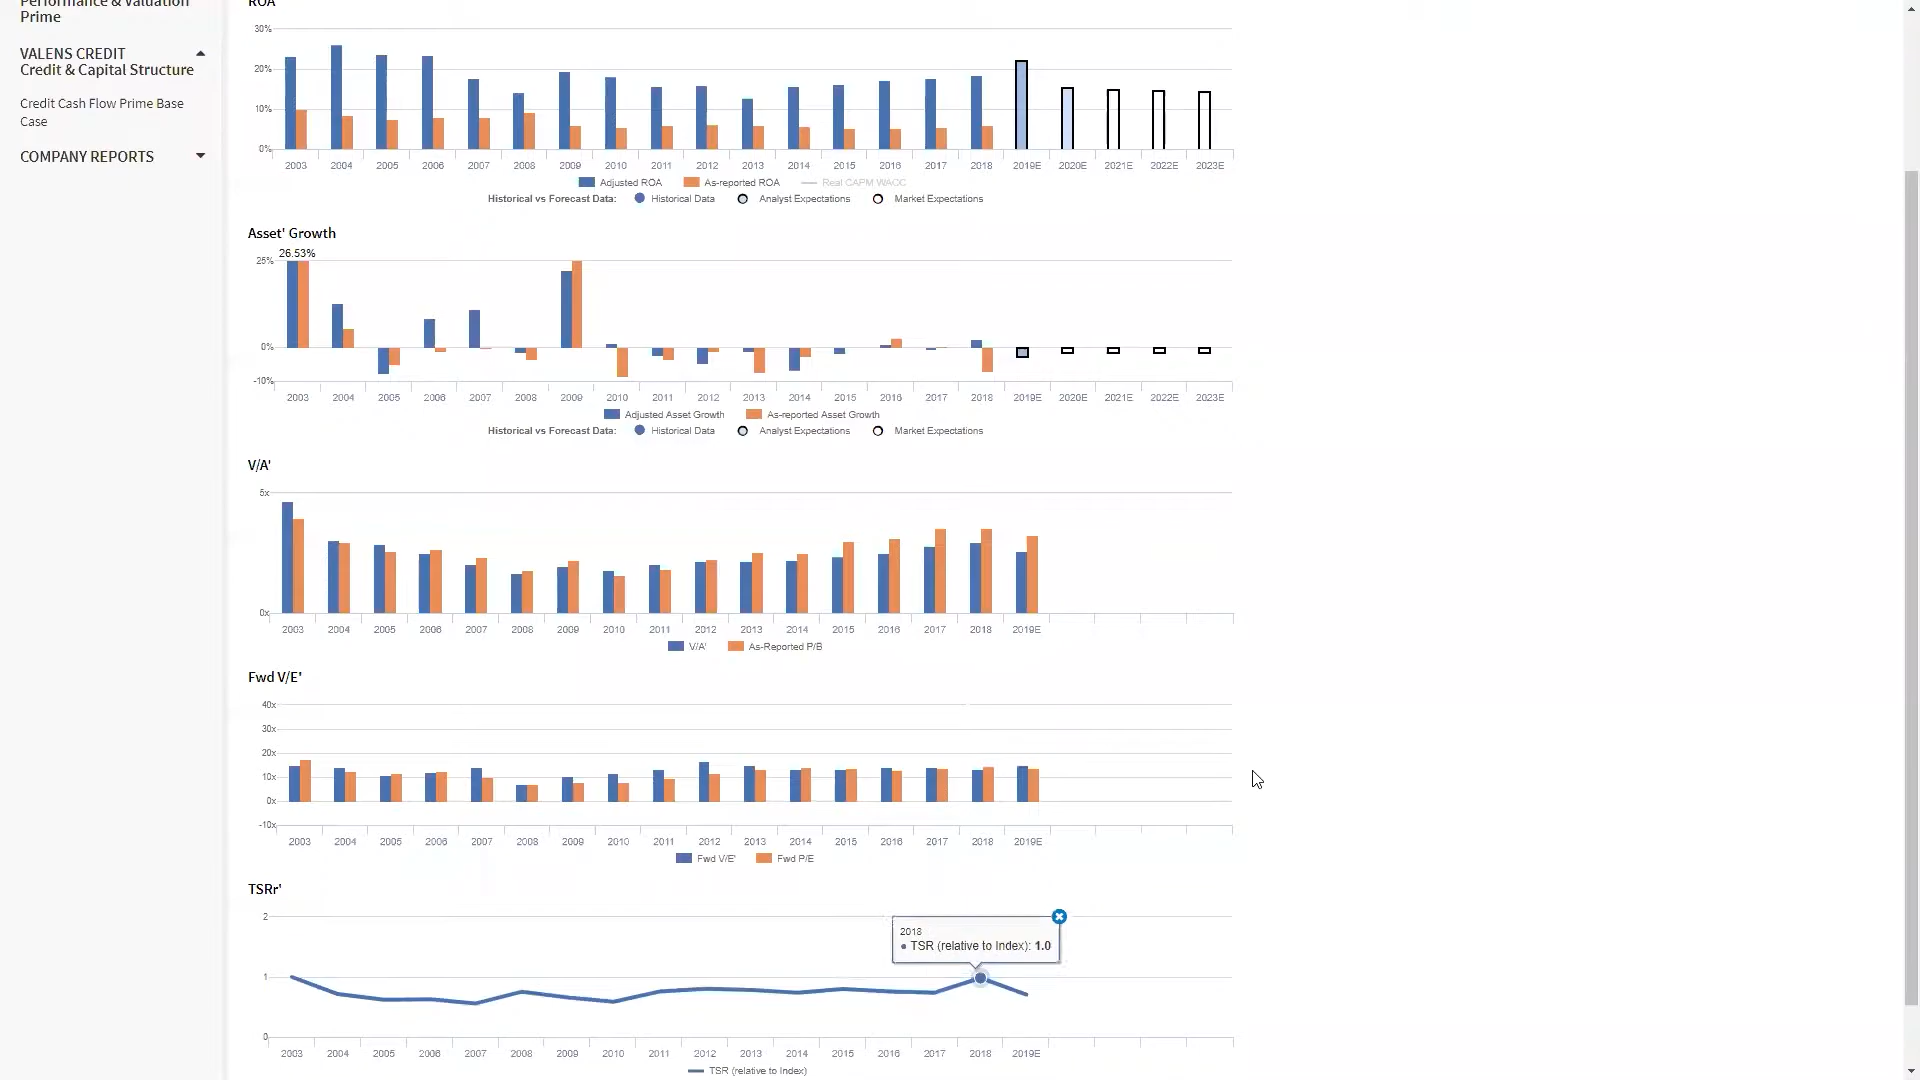 Performance & Valuation
Prime
VALENS CREDIT
Credit & Capital Structure
Credit Cash Flow Prime Base
Case
COMPANY REPORTS
ROA
30%
20%
10%
0%
2003 2004 2005 2006 2007 2008 2009 2010 2011 2012 2013 2014 2015 2016 2017 2018 2019E 2020E 2021E 2022E 2023E
Adjusted ROA As-reported ROA Real CAPM WACC
Historical vs Forecast Data: Historical Data Analyst Expectations Market Expectations
Asset' Growth
26.53%
25%
0%
-10%
2003 2004 2005 2006 2007 2008 2009 2010 2011 2012 2013 2014 2015 2016 2017 2018 2019E 2020E 2021E 2022E 2023E
Adjusted Asset Growth As-reported Asset Growth
Historical vs Forecast Data: Historical Data Analyst Expectations Market Expectations
V/A'
5x
0x
2003 2004 2005 2006 2007 2008 2009 2010 2011 2012 2013 2014 2015 2016 2017 2018 2019E
V/A' As-Reported P/B
Fwd V/E'
40x
30x
20x
10x
0x
-10x
2003 2004 2005 2006 2007 2008 2009 2010 2011 2012 2013 2014 2015 2016 2017 2018 2019E
Fwd V/E' Fwd P/E
TSRr'
2
2018
TSR (relative to Index): 1.0
1
0
2003 2004 2005 2006 2007 2008 2009 2010 2011 2012 2013 2014 2015 2016 2017 2018 2019E
TSR (relative to Index)